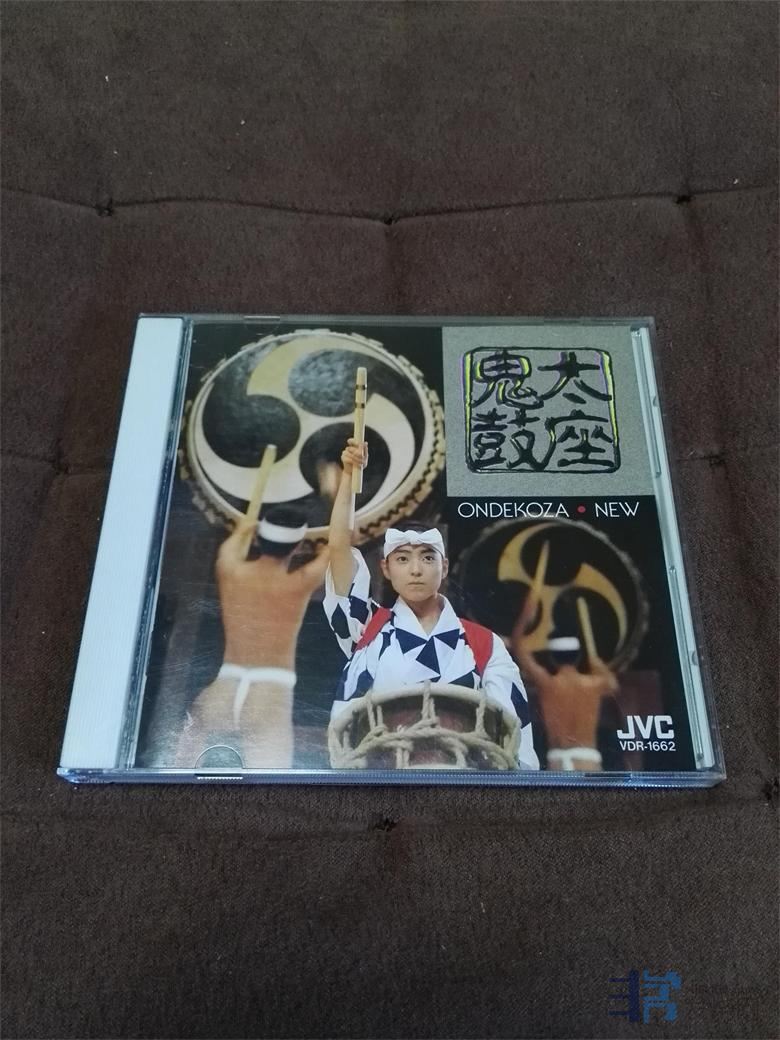 鬼太
鼓座
ONDEKOZA • NEW
JVC
VDR-1662